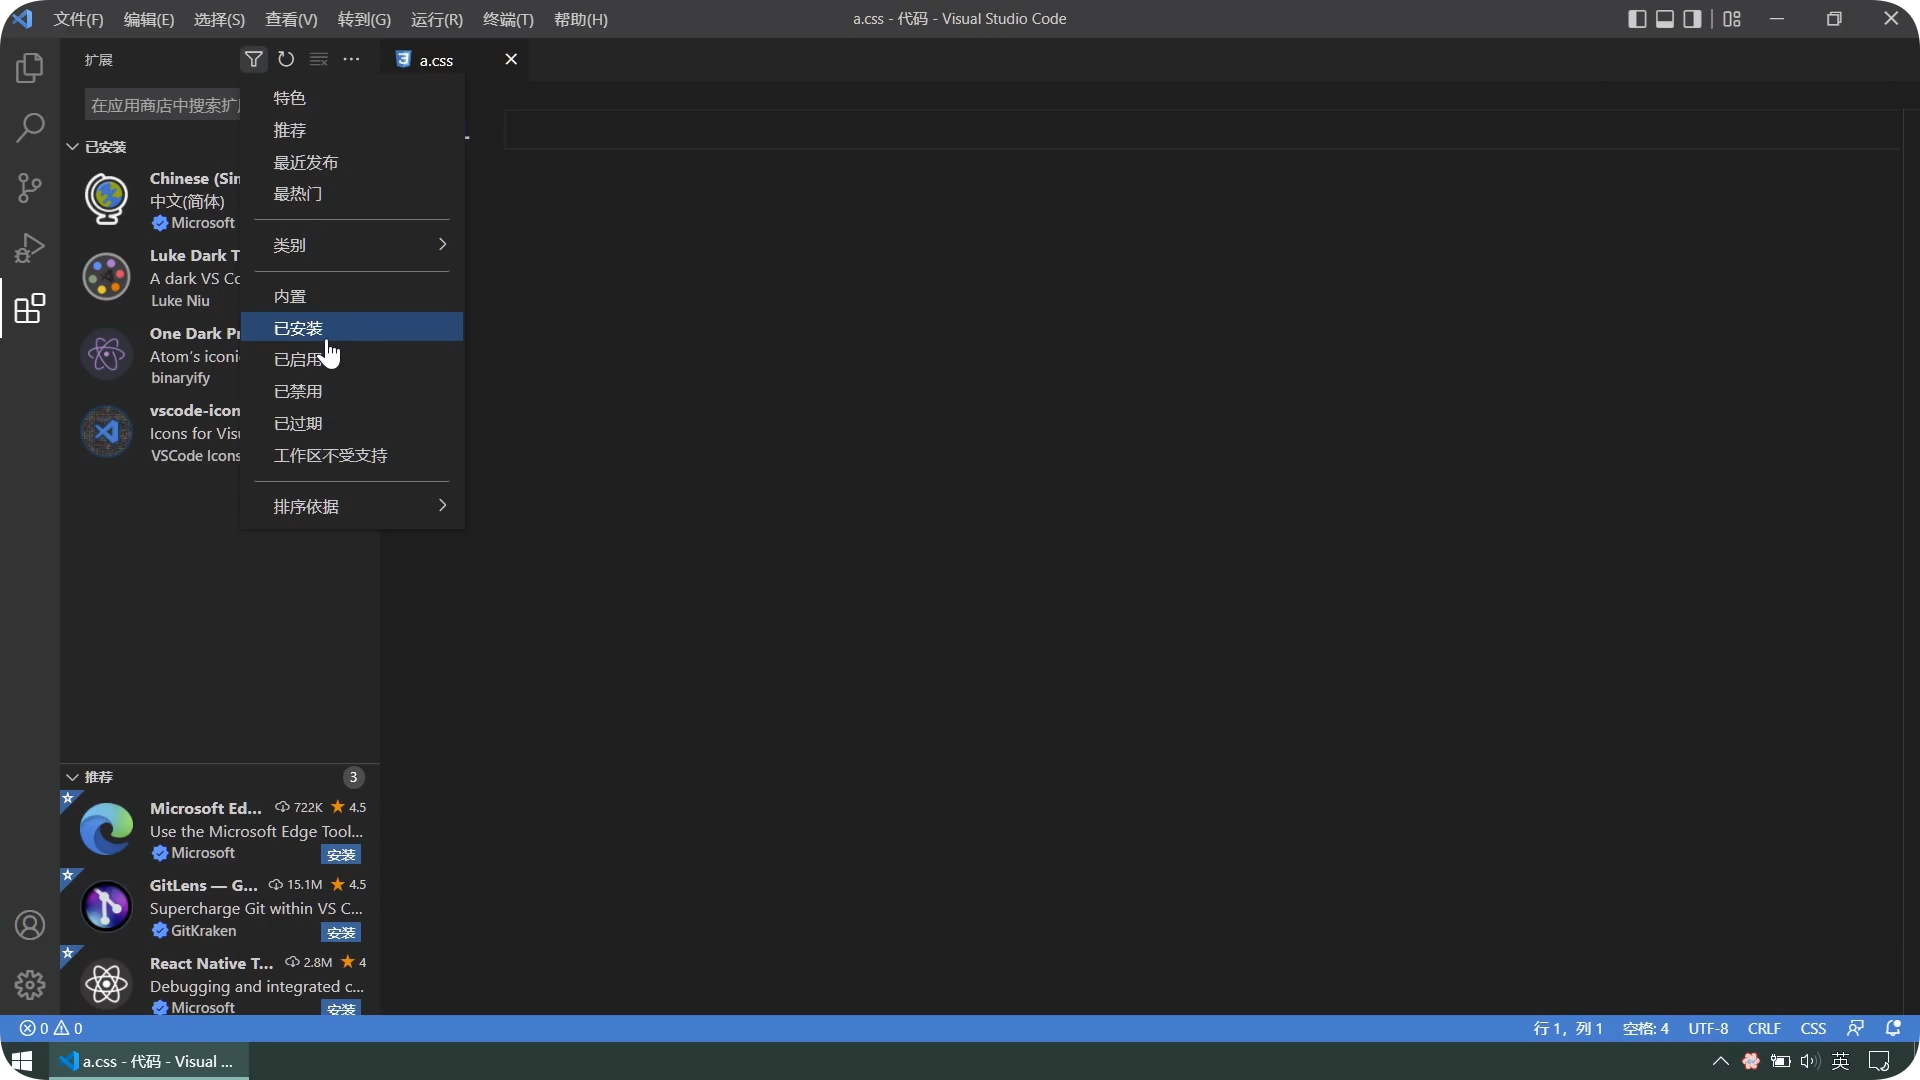 文件(F) 编辑(E) 选择(S) 查看(V) 转到(G) 运行(R) 终端(T) 帮助(H) a.css - 代码 - Visual Studio Code
扩展
a.css
在应用商店中搜索扩
已安装
Chinese (Sim
中文(简体)
Microsoft
Luke Dark T
A dark VS Co
Luke Niu
One Dark Pr
Atom's iconi
binaryify
vscode-icon
Icons for Visu
VSCode Icons
特色
推荐
最近发布
最热门
类别
内置
已安装
已启用
已禁用
已过期
工作区不受支持
排序依据
推荐 3
Microsoft Ed... 722K 4.5
Use the Microsoft Edge Tool...
Microsoft 安装
GitLens — G... 15.1M 4.5
Supercharge Git within VS C...
GitKraken 安装
React Native T... 2.8M 4
Debugging and integrated c...
Microsoft 安装
0 0 行 1，列 1 空格: 4 UTF-8 CRLF CSS
a.css - 代码 - Visual ... 英